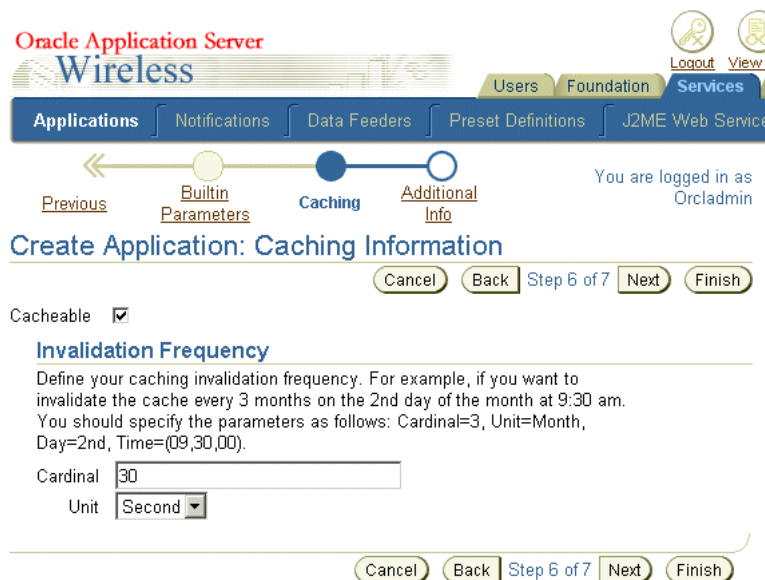 Oracle Application Server
Wireless
Logout View
Users Foundation Services
Applications Notifications Data Feeders Preset Definitions J2ME Web Service
Previous
Builtin Parameters
Caching
Additional Info
You are logged in as
Orcladmin
Create Application: Caching Information
Cancel Back Step 6 of 7 Next Finish
Cacheable
Invalidation Frequency
Define your caching invalidation frequency. For example, if you want to
invalidate the cache every 3 months on the 2nd day of the month at 9:30 am.
You should specify the parameters as follows: Cardinal=3, Unit=Month,
Day=2nd, Time=(09,30,00).
Cardinal 30
Unit Second
Cancel Back Step 6 of 7 Next Finish